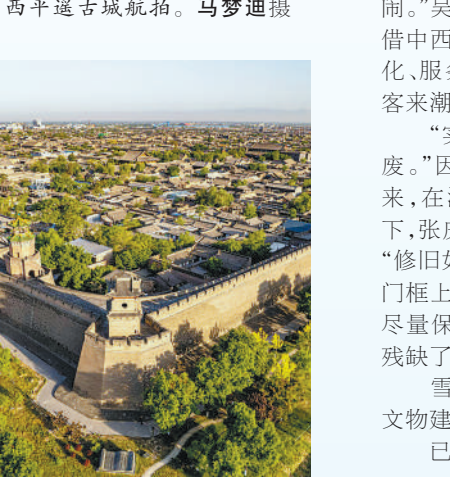 西平遥古城航拍。马梦迪摄
闹。”吴
借中西
化、服务
客来潮
“实
废。”因
来,在
下,张庆
“修旧如
门框上
尽量保
残缺了
雪
文物建
已